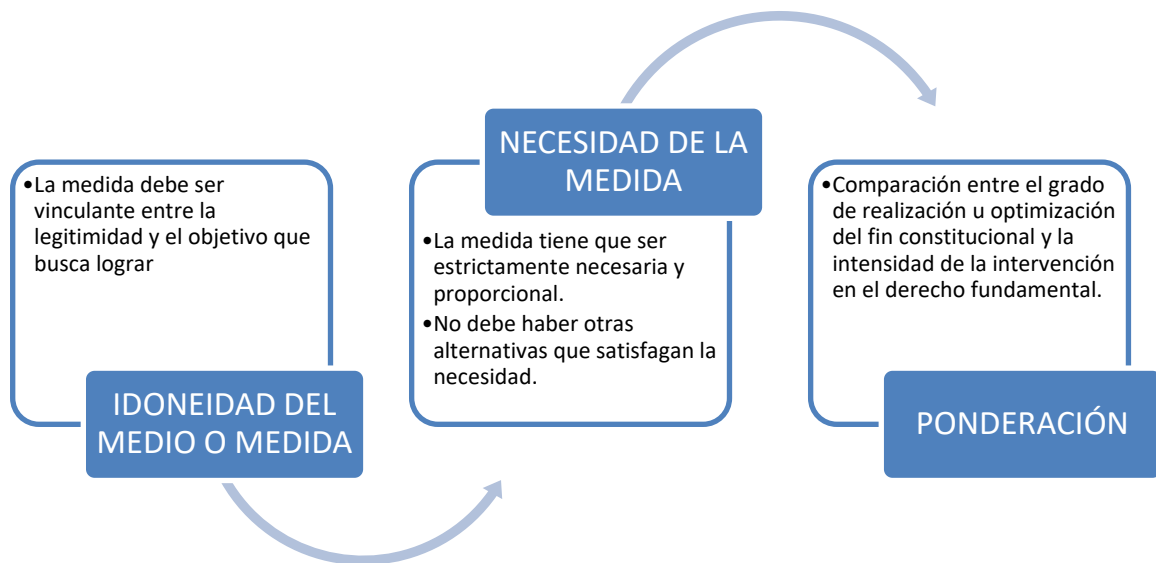 •La medida debe ser
vinculante entre la
legitimidad y el objetivo que
busca lograr
IDONEIDAD DEL
MEDIO O MEDIDA
NECESIDAD DE LA
MEDIDA
•La medida tiene que ser
estrictamente necesaria y
proporcional.
•No debe haber otras
alternativas que satisfagan la
necesidad.
•Comparación entre el grado
de realización u optimización
del fin constitucional y la
intensidad de la intervención
en el derecho fundamental.
PONDERACIÓN